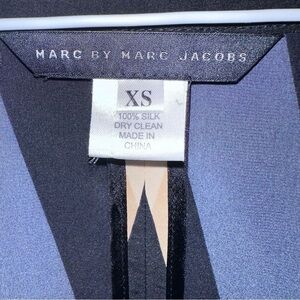 MARC BY MARC JACOBS
XS
100% SILK
DRY CLEAN
MADE IN
CHINA